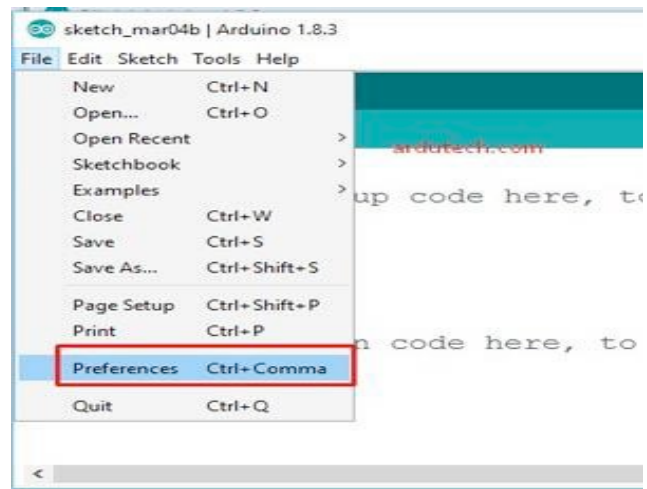 sketch_mar04b | Arduino 1.8.3
File Edit Sketch Tools Help
New Ctrl+N
Open... Ctrl+O
Open Recent >
ardutech.com
Sketchbook >
Examples >
up code here, to
Close Ctrl+W
Save Ctrl+S
Save As... Ctrl+Shift+S
Page Setup Ctrl+Shift+P
Print Ctrl+P
n code here, to
Preferences Ctrl+Comma
Quit Ctrl+Q
<